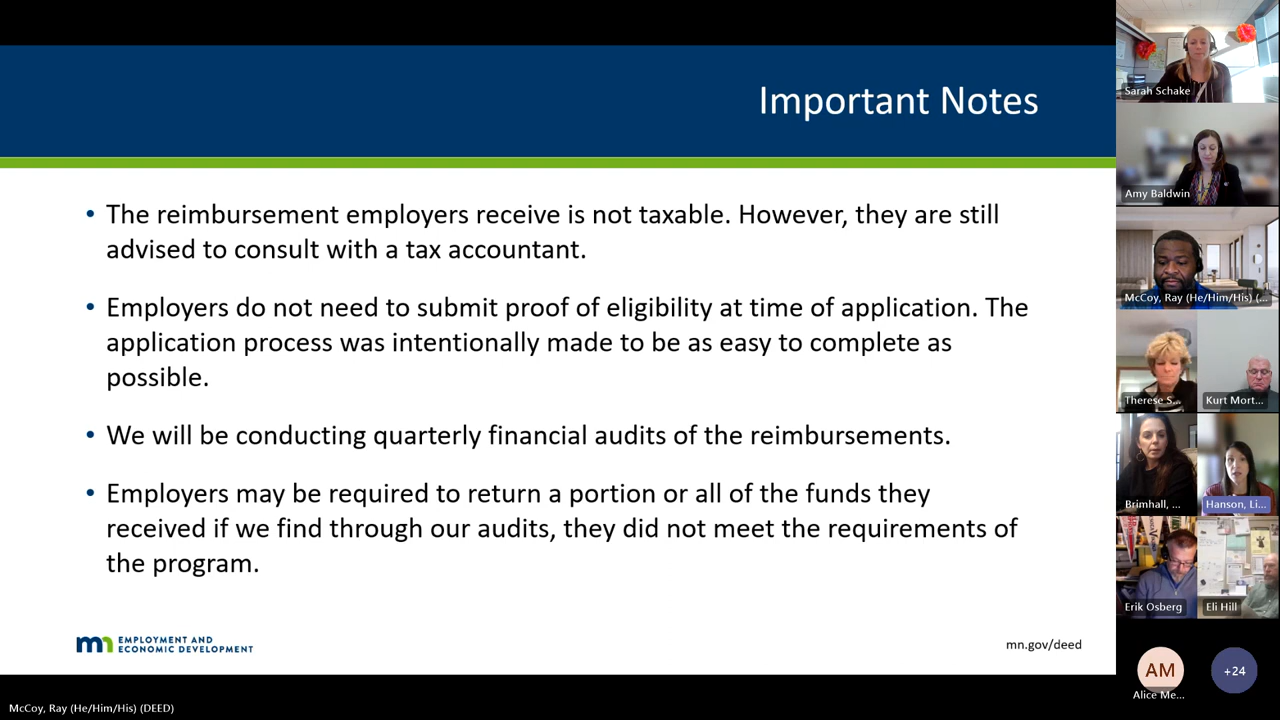 Important Notes
• The reimbursement employers receive is not taxable. However, they are still
advised to consult with a tax accountant.
• Employers do not need to submit proof of eligibility at time of application. The
application process was intentionally made to be as easy to complete as
possible.
• We will be conducting quarterly financial audits of the reimbursements.
• Employers may be required to return a portion or all of the funds they
received if we find through our audits, they did not meet the requirements of
the program.
mn EMPLOYMENT AND
ECONOMIC DEVELOPMENT
mn.gov/deed
McCoy, Ray (He/Him/His) (DEED)
Sarah Schake
Amy Baldwin
McCoy, Ray (He/Him/His) (...
Therese S...
Kurt Mort...
Brimhall, ...
Hanson, Li...
Erik Osberg
Eli Hill
AM
Alice Me...
+24